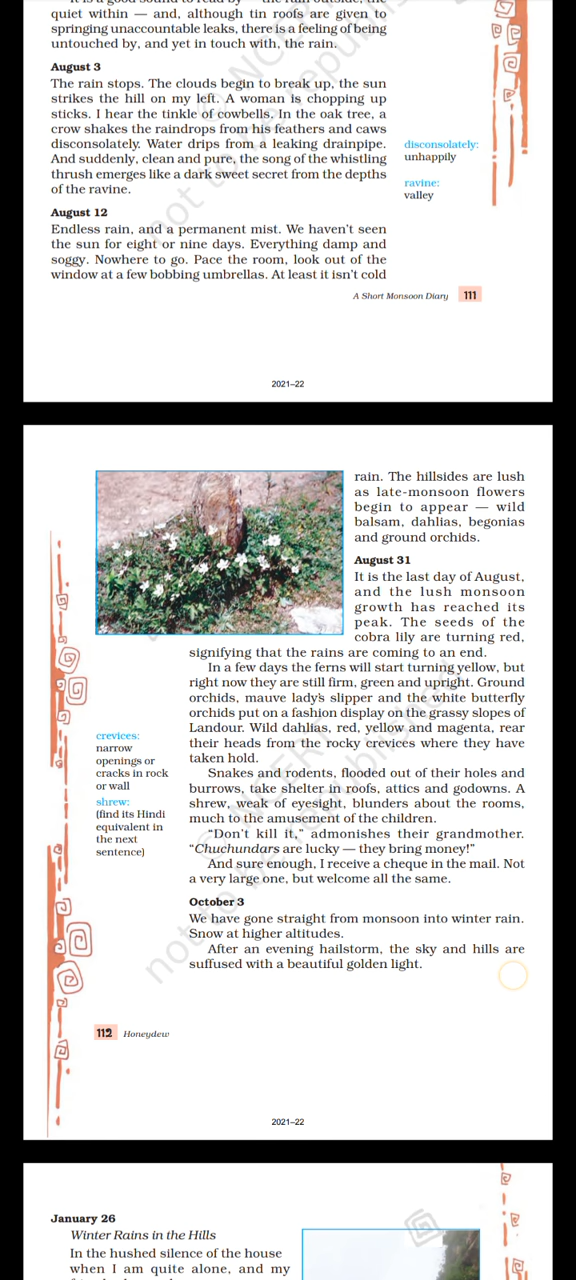 quiet within — and, although tin roofs are given to
springing unaccountable leaks, there is a feeling of being
untouched by, and yet in touch with, the rain.
August 3
The rain stops. The clouds begin to break up, the sun
strikes the hill on my left. A woman is chopping up
sticks. I hear the tinkle of cowbells. In the oak tree, a
crow shakes the raindrops from his feathers and caws
disconsolately. Water drips from a leaking drainpipe.
And suddenly, clean and pure, the song of the whistling
thrush emerges like a dark sweet secret from the depths
of the ravine.
disconsolately:
unhappily
ravine:
valley
August 12
Endless rain, and a permanent mist. We haven't seen
the sun for eight or nine days. Everything damp and
soggy. Nowhere to go. Pace the room, look out of the
window at a few bobbing umbrellas. At least it isn't cold
A Short Monsoon Diary 111
2021–22
rain. The hillsides are lush
as late-monsoon flowers
begin to appear — wild
balsam, dahlias, begonias
and ground orchids.
August 31
It is the last day of August,
and the lush monsoon
growth has reached its
peak. The seeds of the
cobra lily are turning red,
signifying that the rains are coming to an end.
In a few days the ferns will start turning yellow, but
right now they are still firm, green and upright. Ground
orchids, mauve lady's slipper and the white butterfly
orchids put on a fashion display on the grassy slopes of
Landour. Wild dahlias, red, yellow and magenta, rear
their heads from the rocky crevices where they have
taken hold.
crevices:
narrow
openings or
cracks in rock
or wall
shrew:
(find its Hindi
equivalent in
the next
sentence)
Snakes and rodents, flooded out of their holes and
burrows, take shelter in roofs, attics and godowns. A
shrew, weak of eyesight, blunders about the rooms,
much to the amusement of the children.
"Don't kill it," admonishes their grandmother.
"Chuchundars are lucky — they bring money!"
And sure enough, I receive a cheque in the mail. Not
a very large one, but welcome all the same.
October 3
We have gone straight from monsoon into winter rain.
Snow at higher altitudes.
After an evening hailstorm, the sky and hills are
suffused with a beautiful golden light.
112 Honeydew
2021–22
January 26
Winter Rains in the Hills
In the hushed silence of the house
when I am quite alone, and my